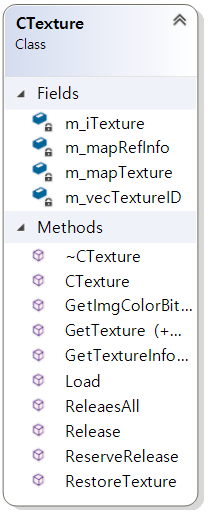 CTexture
Class
Fields
m_iTexture
m_mapRefInfo
m_mapTexture
m_vecTextureID
Methods
~CTexture
CTexture
GetImgColorBit...
GetTexture (+...
GetTextureInfo...
Load
ReleaesAll
Release
ReserveRelease
RestoreTexture